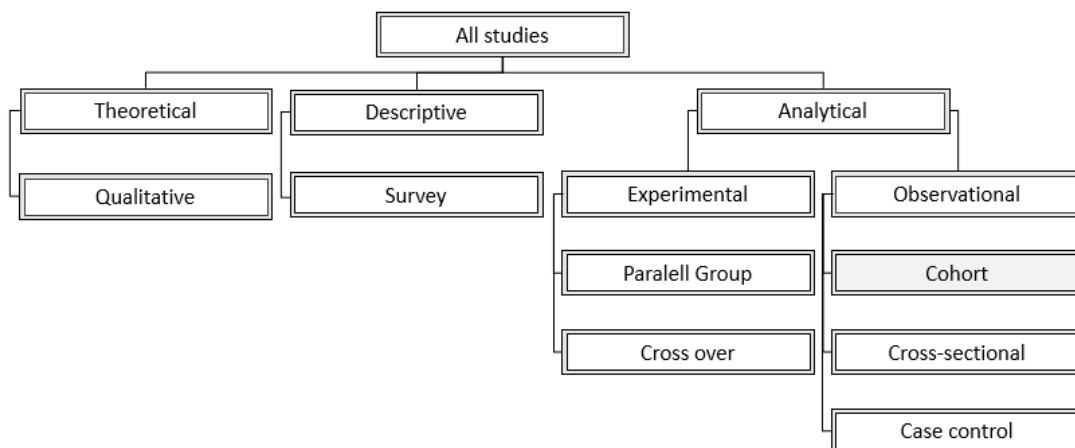 All studies
Theoretical
Descriptive
Analytical
Qualitative
Survey
Experimental
Observational
Paralell Group
Cohort
Cross over
Cross-sectional
Case control